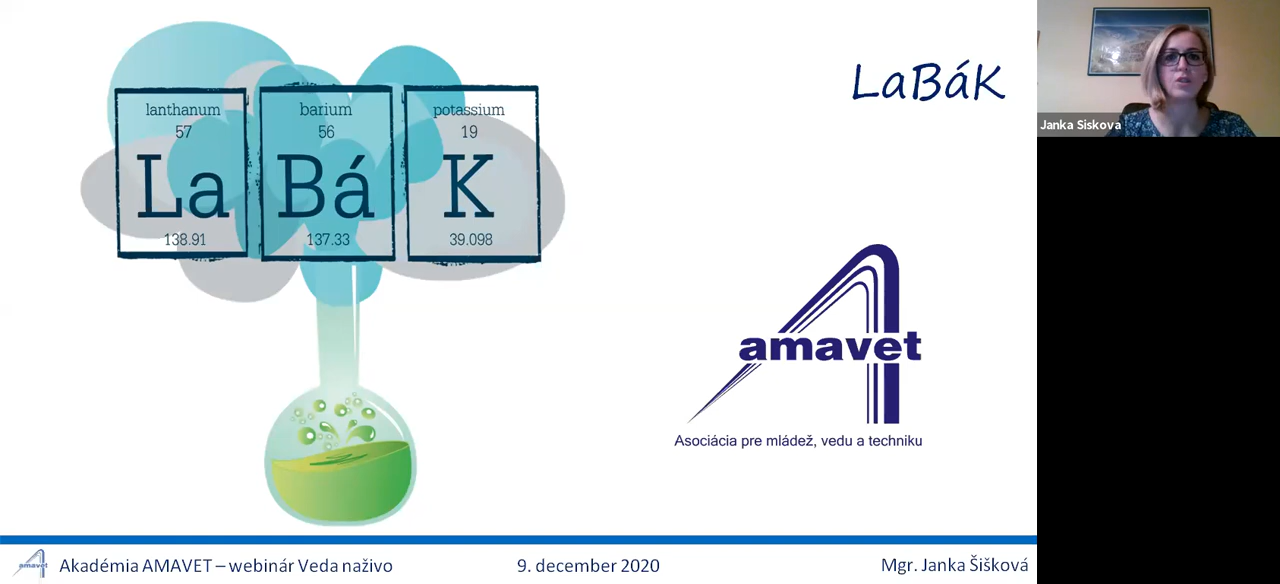 lanthanum
57
La
138.91
barium
56
Bá
137.33
potassium
19
K
39.098
LaBáK
amavet
Asociácia pre mládež, vedu a techniku
Janka Siskova
amavet
Akadémia AMAVET – webinár Veda naživo
9. december 2020
Mgr. Janka Šišková